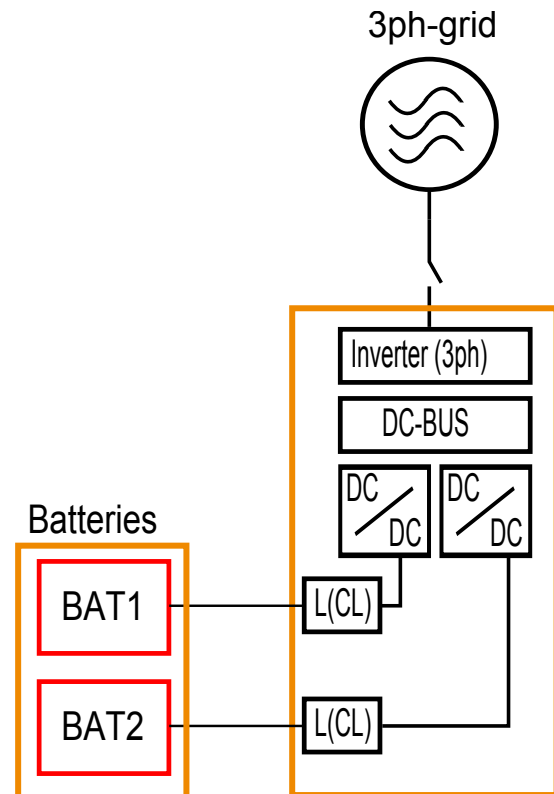 3ph-grid
Inverter (3ph)
DC-BUS
DC
DC
DC
DC
Batteries
BAT1
L(CL)
BAT2
L(CL)